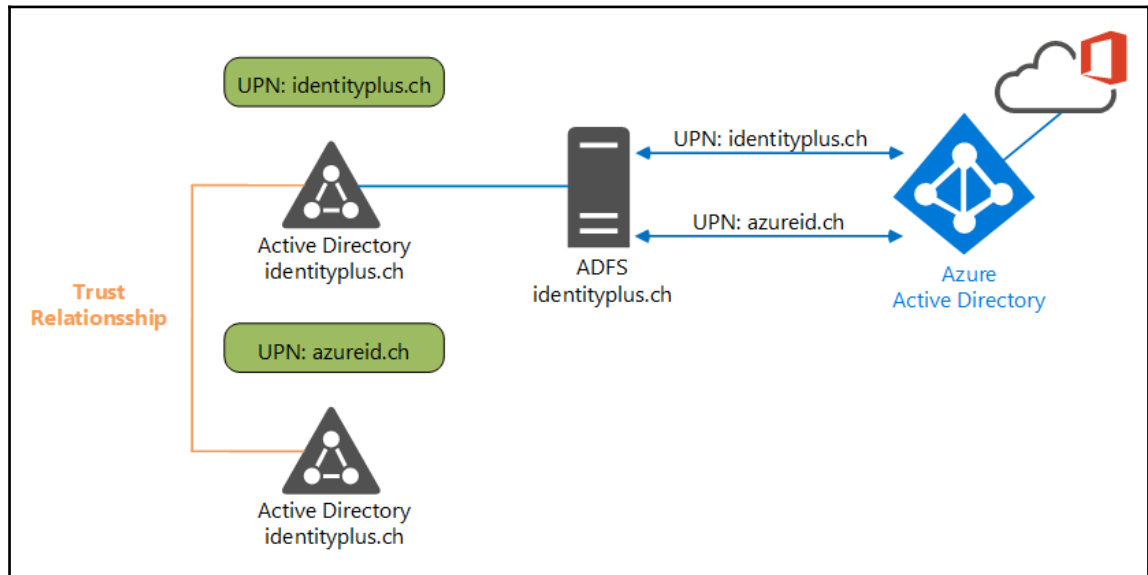 UPN: identityplus.ch
UPN: identityplus.ch
Active Directory
identityplus.ch
UPN: azureid.ch
ADFS
identityplus.ch
Azure
Active Directory
Trust
Relationsship
UPN: azureid.ch
Active Directory
identityplus.ch